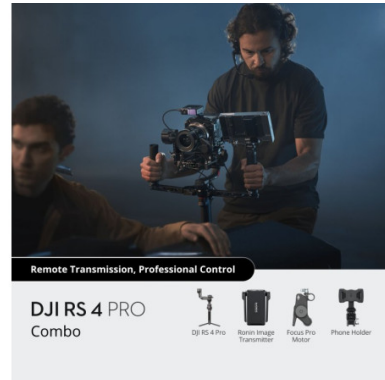 Remote Transmission, Professional Control
DJI RS 4 PRO
Combo
DJI RS 4 Pro
Ronin Image
Transmitter
Focus Pro
Motor
Phone Holder